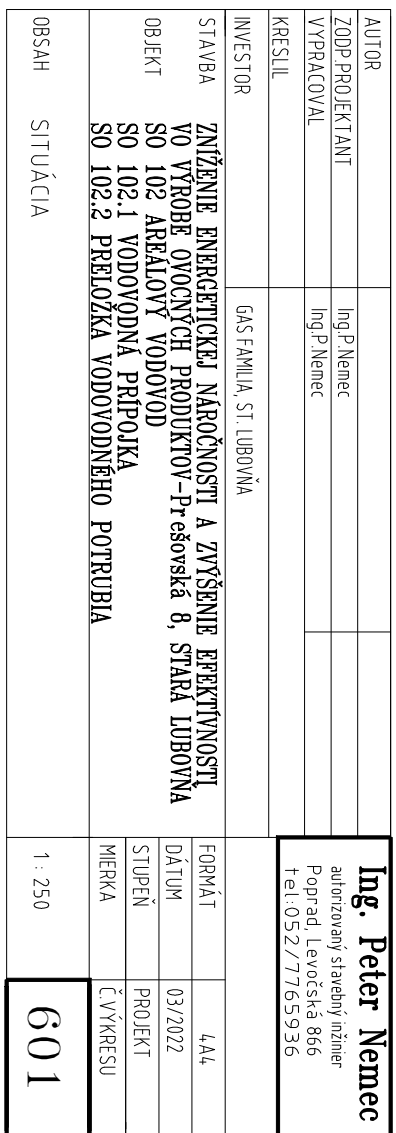 AUTOR
ZODP.PROJEKTANT Ing.P.Nemec
VYPRACOVAL Ing.P.Nemec
KRESLIL
Ing. Peter Nemec
autorizovaný stavebný inžinier
Poprad, Levočská 866
tel:052/7765936
INVESTOR GAS FAMILIA, ST. LUBOVŇA
STAVBA ZNÍŽENIE ENERGETICKEJ NÁROČNOSTI A ZVÝŠENIE EFEKTÍVNOSTI
VO VÝROBE OVOCNÝCH PRODUKTOV-Prešovská 8, STARÁ LUBOVŇA
OBJEKT SO 102 AREÁLOVÝ VODOVOD
SO 102.1 VODOVODNÁ PRÍPOJKA
SO 102.2 PRELOŽKA VODOVODNÉHO POTRUBIA
FORMÁT 4A4
DÁTUM 03/2022
STUPEŇ PROJEKT
MIERKA Č.VÝKRESU
OBSAH SITUÁCIA
1:250 601